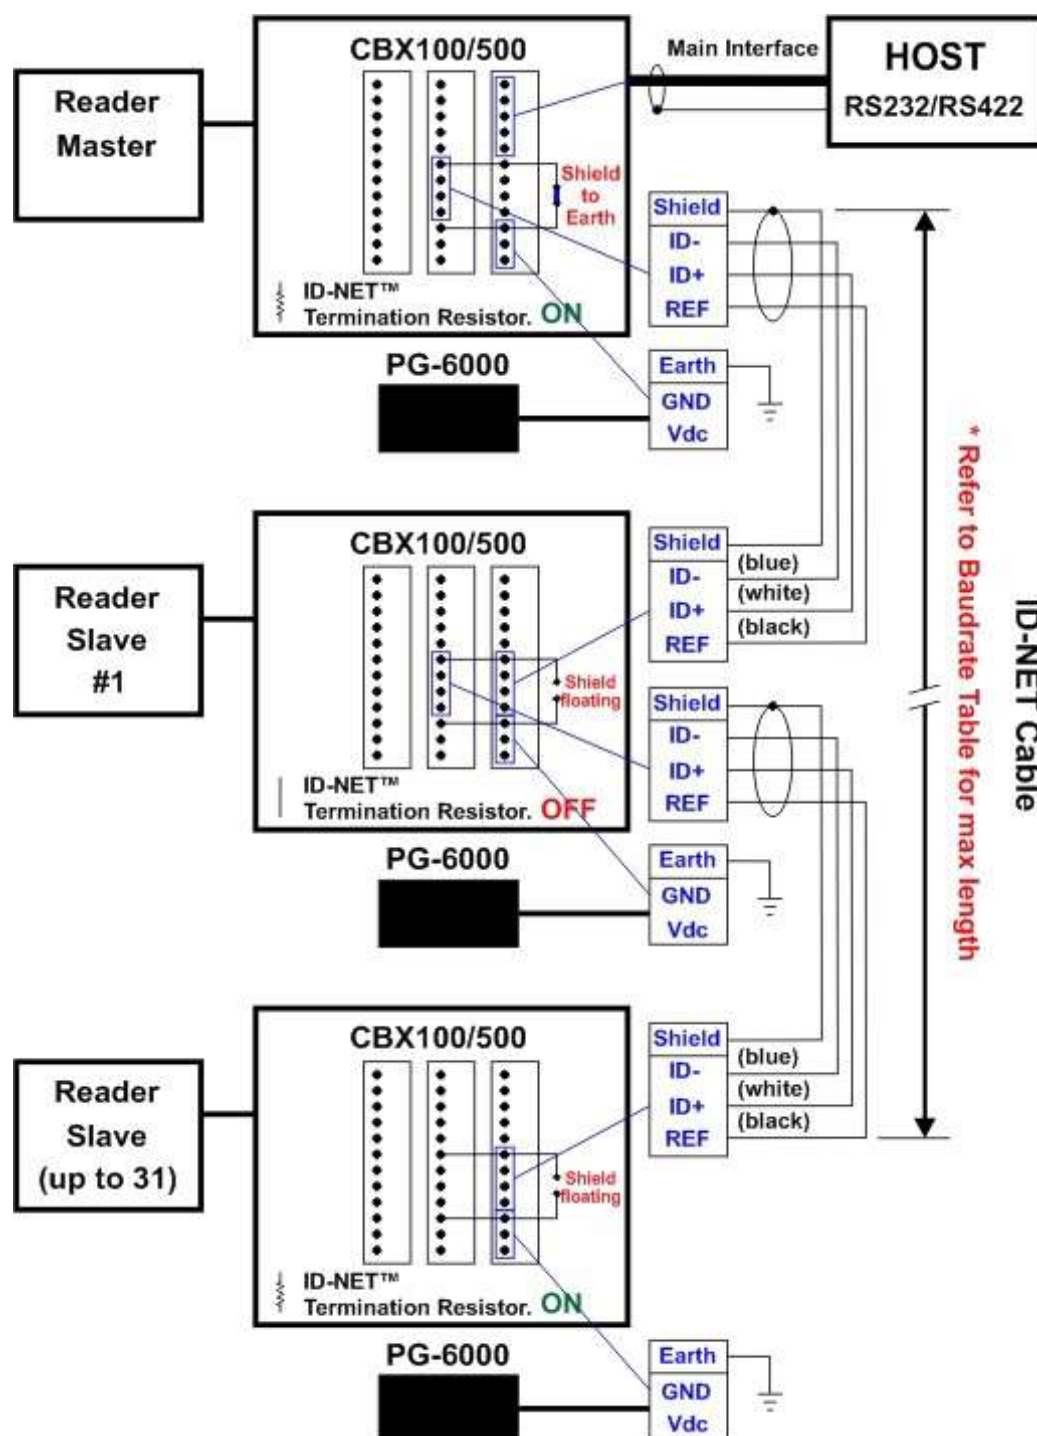 CBX100/500
Main Interface
HOST
RS232/RS422
Reader
Master
Shield
to
Earth
Shield
ID-
ID+
REF
ID-NET™
Termination Resistor. ON
PG-6000
Earth
GND
Vdc
CBX100/500
Reader
Slave
#1
Shield
floating
Shield
ID-
ID+
REF
(blue)
(white)
(black)
Shield
ID-
ID+
REF
ID-NET™
Termination Resistor. OFF
PG-6000
Earth
GND
Vdc
CBX100/500
Reader
Slave
(up to 31)
Shield
floating
Shield
ID-
ID+
REF
(blue)
(white)
(black)
ID-NET™
Termination Resistor. ON
PG-6000
Earth
GND
Vdc
* Refer to Baudrate Table for max length
ID-NET Cable